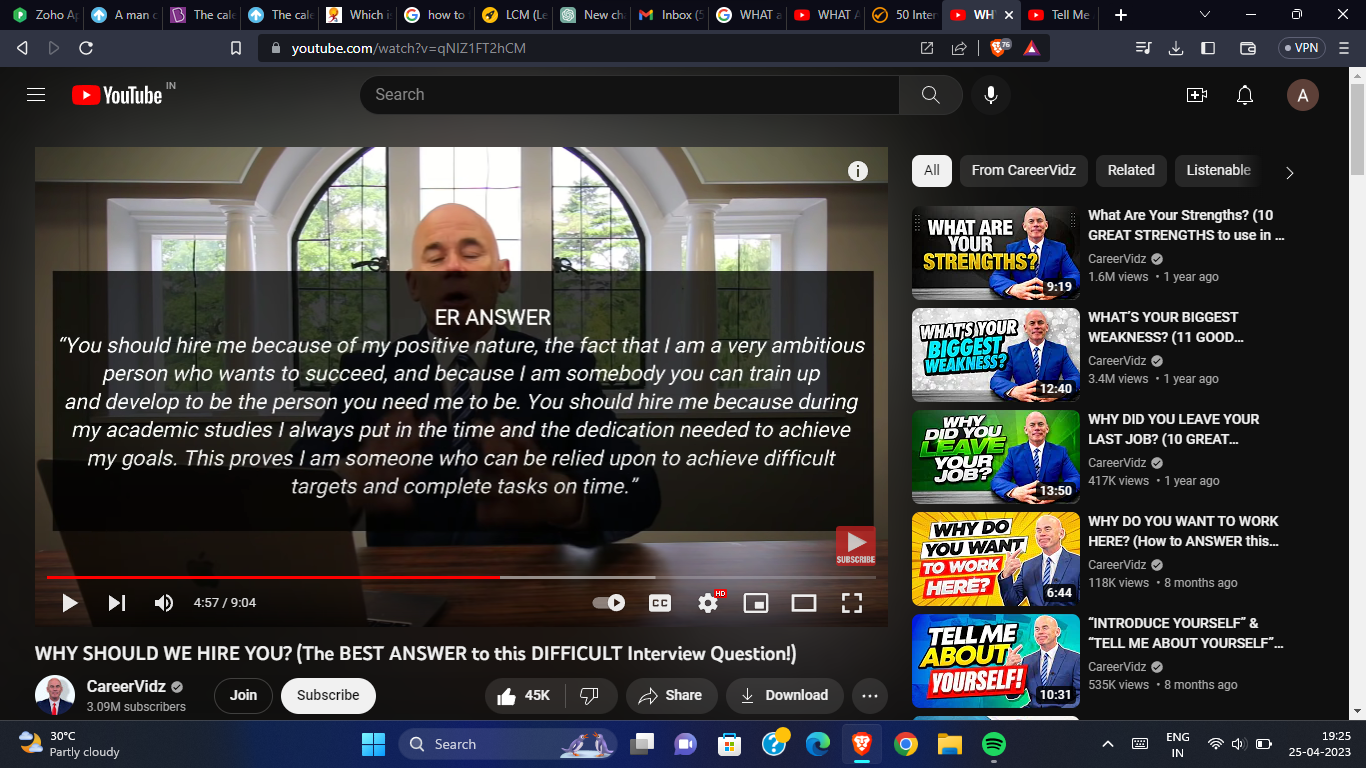 Zoho Ap
A man c
The cale
The cale
Which is
how to
LCM (Le
New ch
Inbox (5
WHAT a
WHAT A
50 Inter
WHY
Tell Me
youtube.com/watch?v=qNIZ1FT2hCM
76
VPN
YouTube IN
Search
A
ER ANSWER
“You should hire me because of my positive nature, the fact that I am a very ambitious
person who wants to succeed, and because I am somebody you can train up
and develop to be the person you need me to be. You should hire me because during
my academic studies I always put in the time and the dedication needed to achieve
my goals. This proves I am someone who can be relied upon to achieve difficult
targets and complete tasks on time.”
SUBSCRIBE
4:57 / 9:04
CC
HD
WHY SHOULD WE HIRE YOU? (The BEST ANSWER to this DIFFICULT Interview Question!)
CareerVidz
3.09M subscribers
Join
Subscribe
45K
Share
Download
All
From CareerVidz
Related
Listenable
WHAT ARE
YOUR
STRENGTHS?
9:19
What Are Your Strengths? (10
GREAT STRENGTHS to use in ...
CareerVidz
1.6M views • 1 year ago
WHAT'S YOUR
BIGGEST
WEAKNESS?
12:40
WHAT’S YOUR BIGGEST
WEAKNESS? (11 GOOD...
CareerVidz
3.4M views • 1 year ago
WHY
DID YOU
LEAVE
YOUR
JOB?
13:50
WHY DID YOU LEAVE YOUR
LAST JOB? (10 GREAT...
CareerVidz
417K views • 1 year ago
WHY DO
YOU WANT
TO WORK
HERE?
6:44
WHY DO YOU WANT TO WORK
HERE? (How to ANSWER this...
CareerVidz
118K views • 8 months ago
TELL ME
ABOUT
YOURSELF!
10:31
“INTRODUCE YOURSELF” &
“TELL ME ABOUT YOURSELF”...
CareerVidz
535K views • 8 months ago
30°C
Partly cloudy
Search
ENG
IN
19:25
25-04-2023